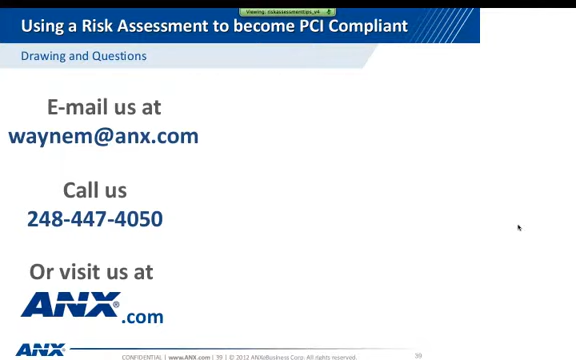 Viewing: riskassessmenttips_v4
Using a Risk Assessment to become PCI Compliant
Drawing and Questions
E-mail us at
waynem@anx.com
Call us
248-447-4050
Or visit us at
ANX®.com
ANX® CONFIDENTIAL | www.ANX.com | 39 | © 2012 ANXeBusiness Corp. All rights reserved. 39